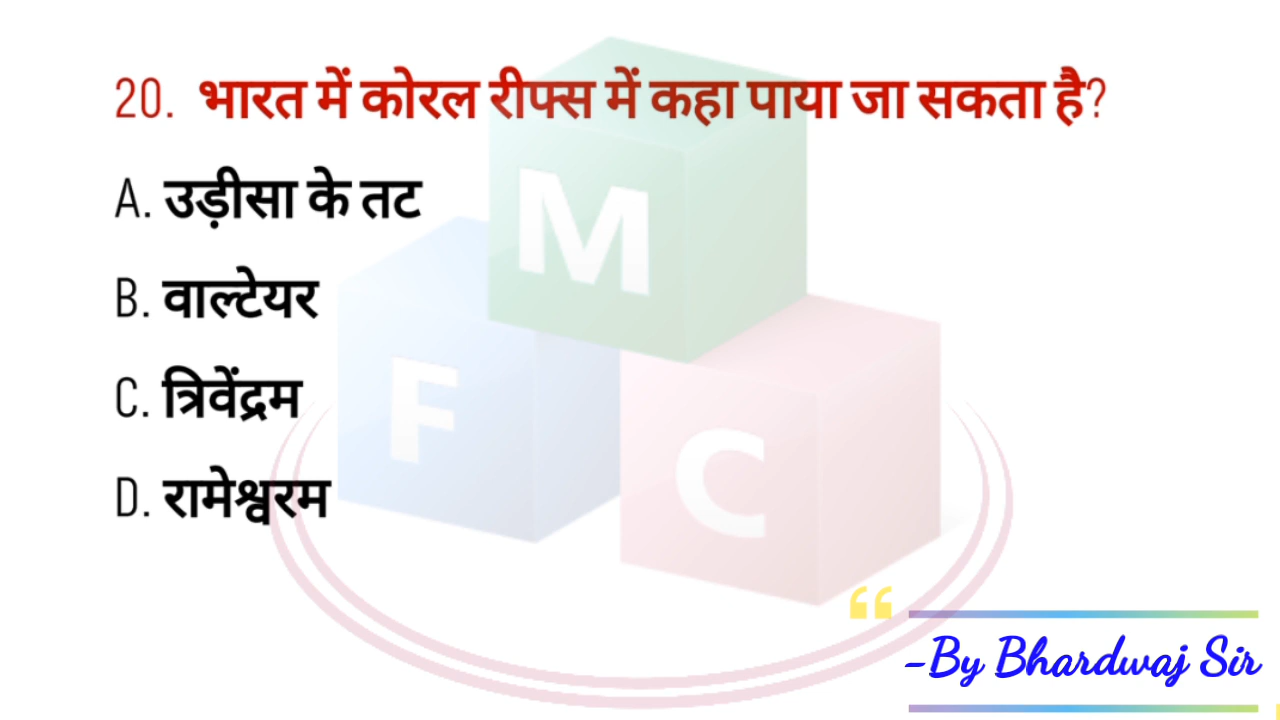 20. भारत में कोरल रीफ्स में कहा पाया जा सकता है?
A. उड़ीसा के तट
B. वाल्टेयर
C. त्रिवेंद्रम
D. रामेश्वरम
M
F
C
“
-By Bhardwaj Sir